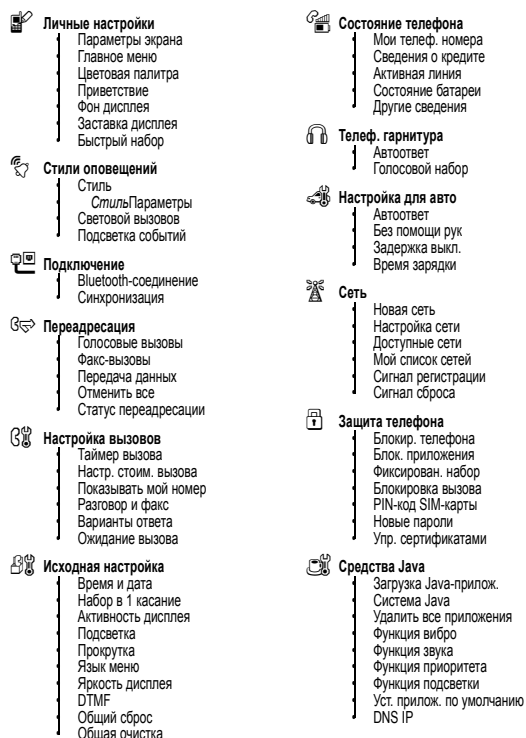 Личные настройки
Параметры экрана
Главное меню
Цветовая палитра
Приветствие
Фон дисплея
Заставка дисплея
Быстрый набор
Стили оповещений
Стиль
СтильПараметры
Световой вызовов
Подсветка событий
Подключение
Bluetooth-соединение
Синхронизация
Переадресация
Голосовые вызовы
Факс-вызовы
Передача данных
Отменить все
Статус переадресации
Настройка вызовов
Таймер вызова
Настр. стоим. вызова
Показывать мой номер
Разговор и факс
Варианты ответа
Ожидание вызова
Исходная настройка
Время и дата
Набор в 1 касание
Активность дисплея
Подсветка
Прокрутка
Язык меню
Яркость дисплея
DTMF
Общий сброс
Общая очистка
Состояние телефона
Мои телеф. номера
Сведения о кредите
Активная линия
Состояние батареи
Другие сведения
Телеф. гарнитура
Автоответ
Голосовой набор
Настройка для авто
Автоответ
Без помощи рук
Задержка выкл.
Время зарядки
Сеть
Новая сеть
Настройка сети
Доступные сети
Мой список сетей
Сигнал регистрации
Сигнал сброса
Защита телефона
Блокир. телефона
Блок. приложения
Фиксирован. набор
Блокировка вызова
PIN-код SIM-карты
Новые пароли
Упр. сертификатами
Средства Java
Загрузка Java-прилож.
Система Java
Удалить все приложения
Функция вибро
Функция звука
Функция приоритета
Функция подсветки
Уст. прилож. по умолчанию
DNS IP